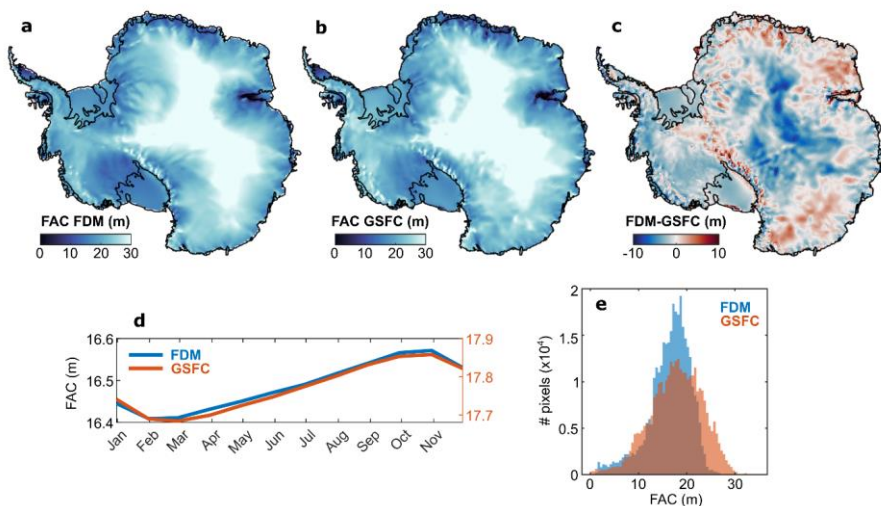 a
b
c
FAC FDM (m)
0 10 20 30
FAC GSFC (m)
0 10 20 30
FDM-GSFC (m)
-10 0 10
d
FDM
GSFC
FAC (m)
16.6
16.5
16.4
17.9
17.8
17.7
Jan Feb Mar Apr May Jun Jul Aug Sep Oct Nov
e
FDM
GSFC
# pixels (x10⁴)
2
1.5
1
0.5
0
0 10 20 30
FAC (m)